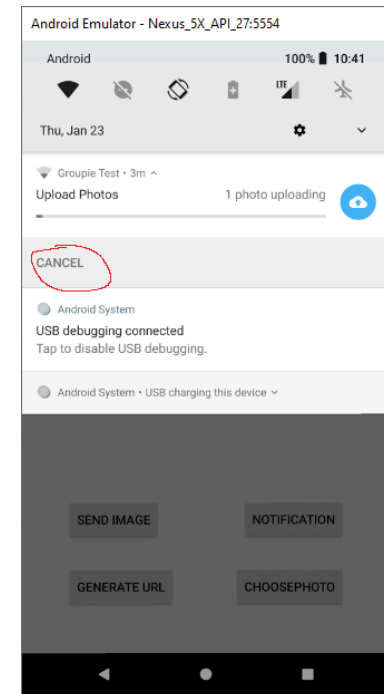 Android Emulator - Nexus_5X_API_27:5554
Android 100% 10:41
LTE
Thu, Jan 23
Groupie Test • 3m
Upload Photos 1 photo uploading
CANCEL
Android System
USB debugging connected
Tap to disable USB debugging.
Android System • USB charging this device
SEND IMAGE NOTIFICATION
GENERATE URL CHOOSEPHOTO